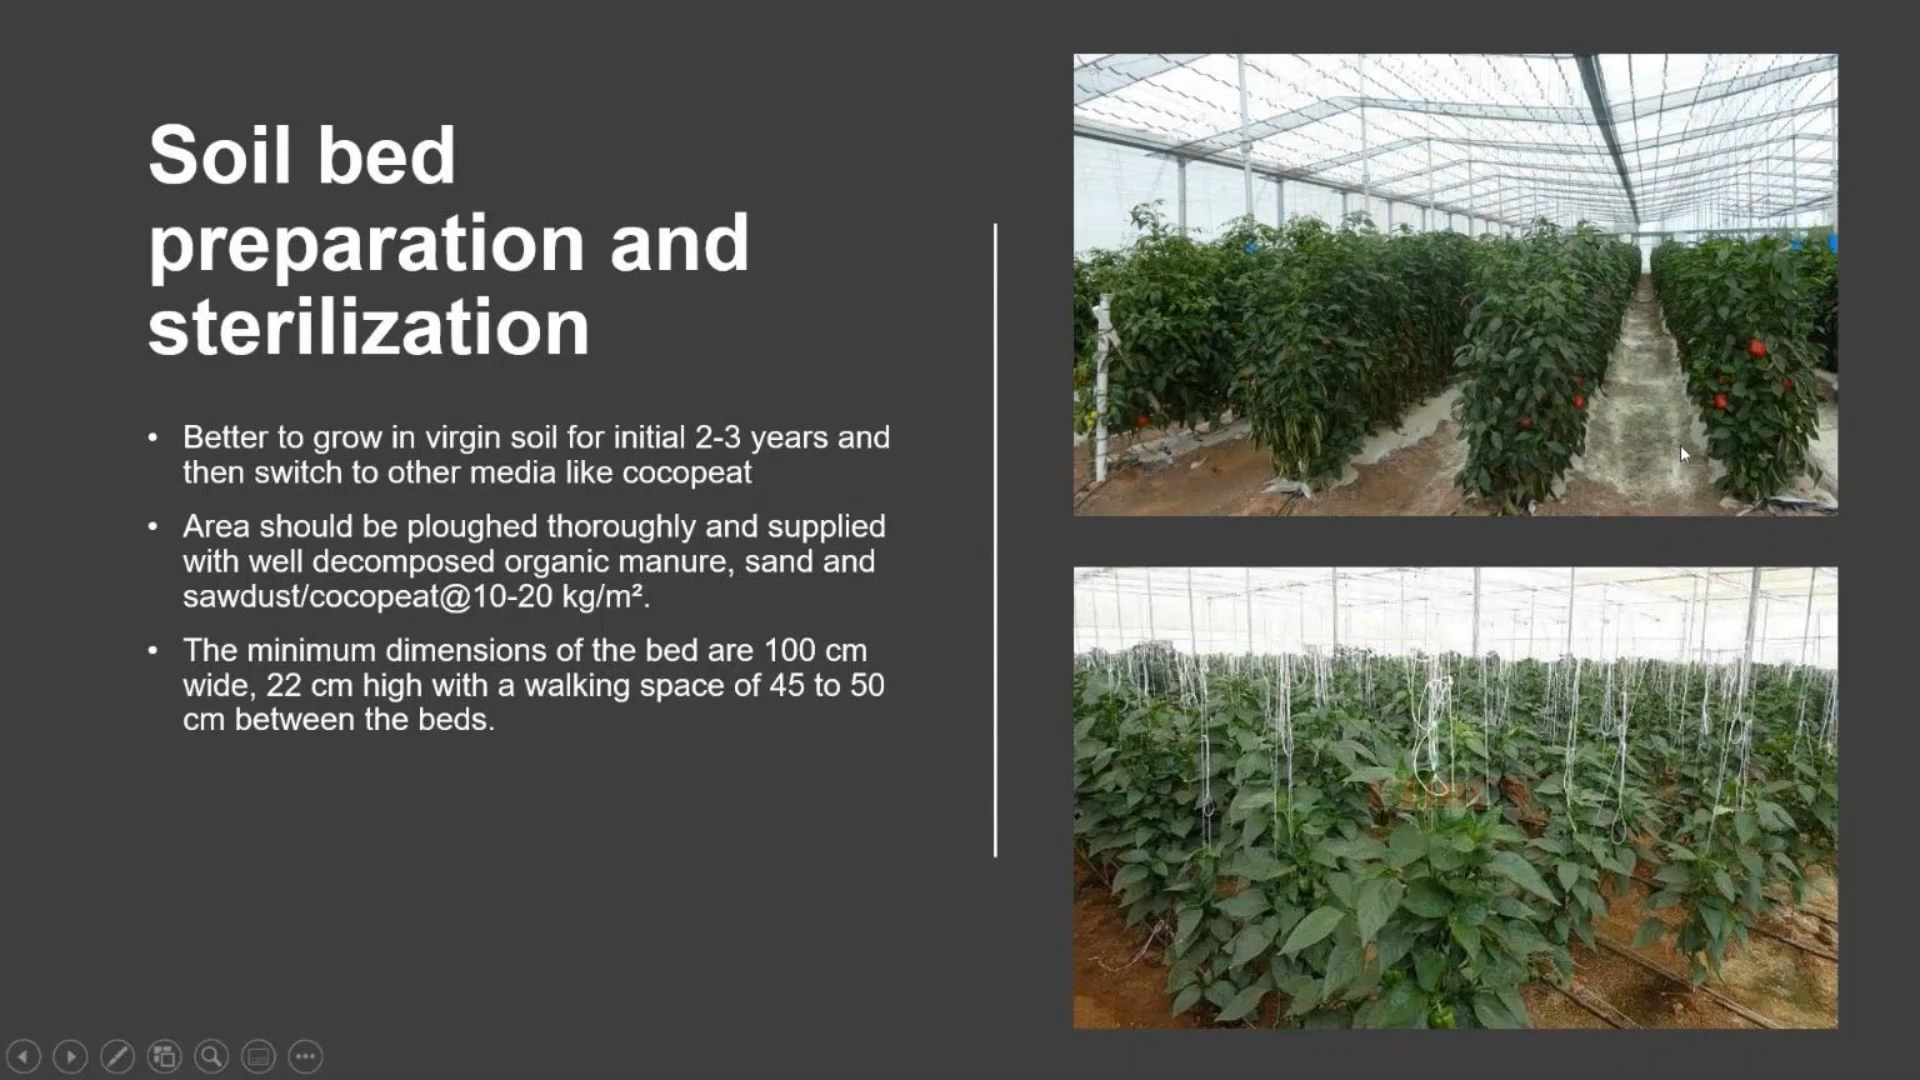 Soil bed
preparation and
sterilization
• Better to grow in virgin soil for initial 2-3 years and
then switch to other media like cocopeat
• Area should be ploughed thoroughly and supplied
with well decomposed organic manure, sand and
sawdust/cocopeat@10-20 kg/m².
• The minimum dimensions of the bed are 100 cm
wide, 22 cm high with a walking space of 45 to 50
cm between the beds.